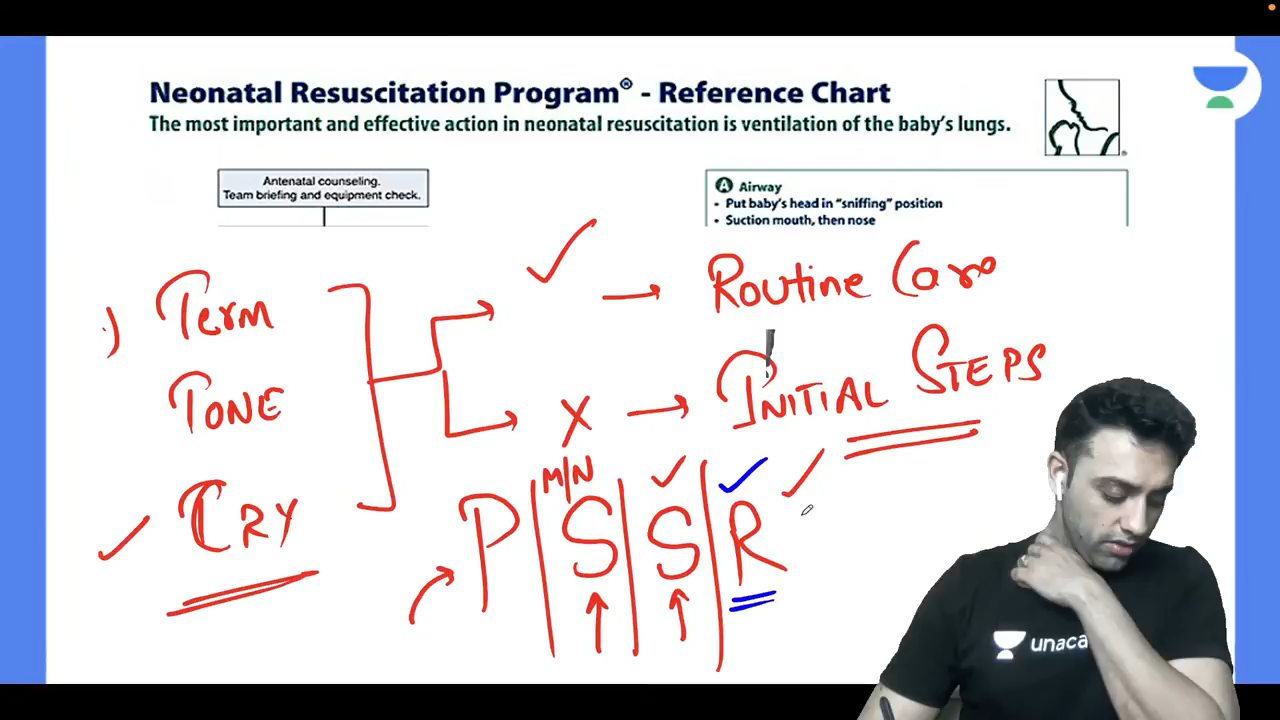 Neonatal Resuscitation Program® - Reference Chart
The most important and effective action in neonatal resuscitation is ventilation of the baby's lungs.
Antenatal counseling.
Team briefing and equipment check.
A Airway
• Put baby's head in "sniffing" position
• Suction mouth, then nose
Term
TONE
CRY
Routine Care
X
INITIAL STEPS
M/N
P S S R
unaca